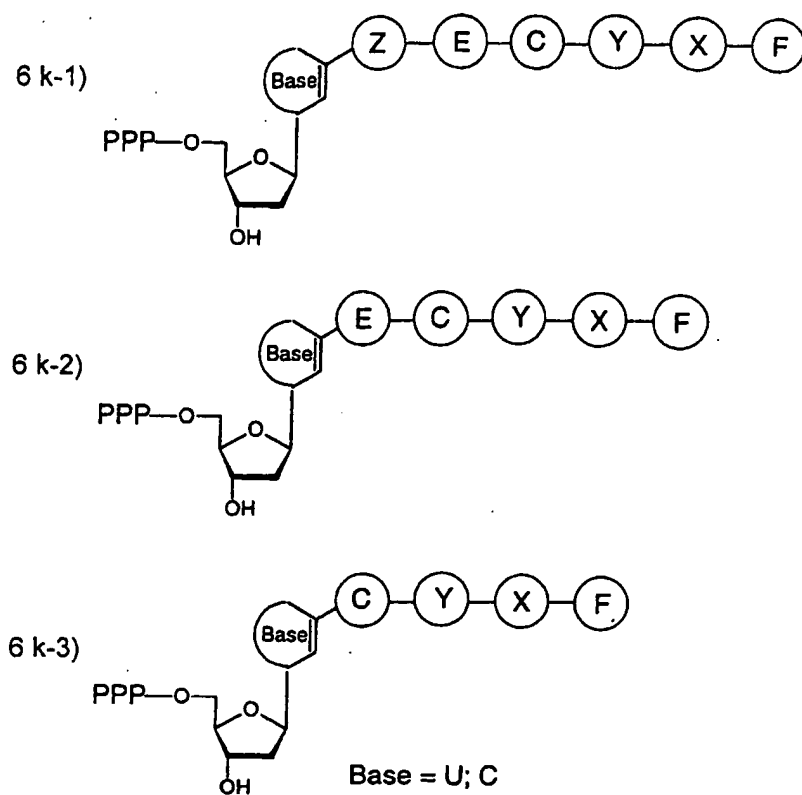 6 k-1)
Base Z E C Y X F
PPP—O
O
OH
6 k-2)
Base E C Y X F
PPP—O
O
OH
6 k-3)
Base C Y X F
PPP—O
O
OH
Base = U; C